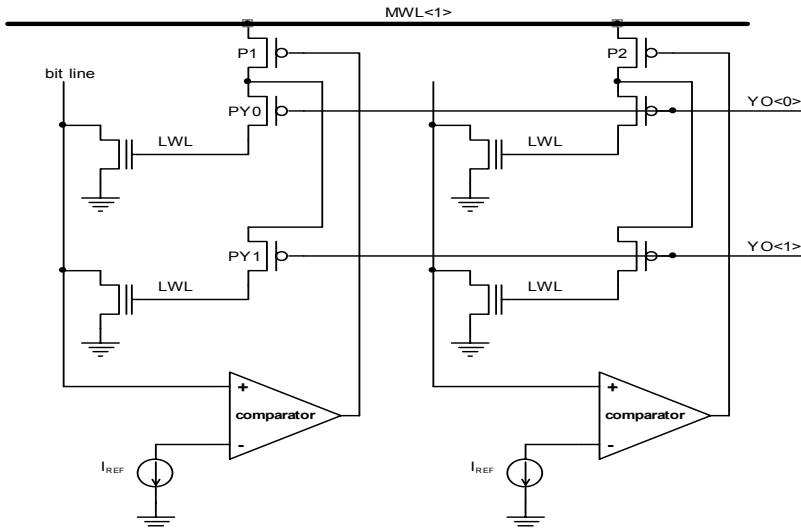 MWL<1>
P1
P2
bit line
PY0
YO<0>
LWL
LWL
PY1
YO<1>
LWL
LWL
+
comparator
-
+
comparator
-
IREF
IREF